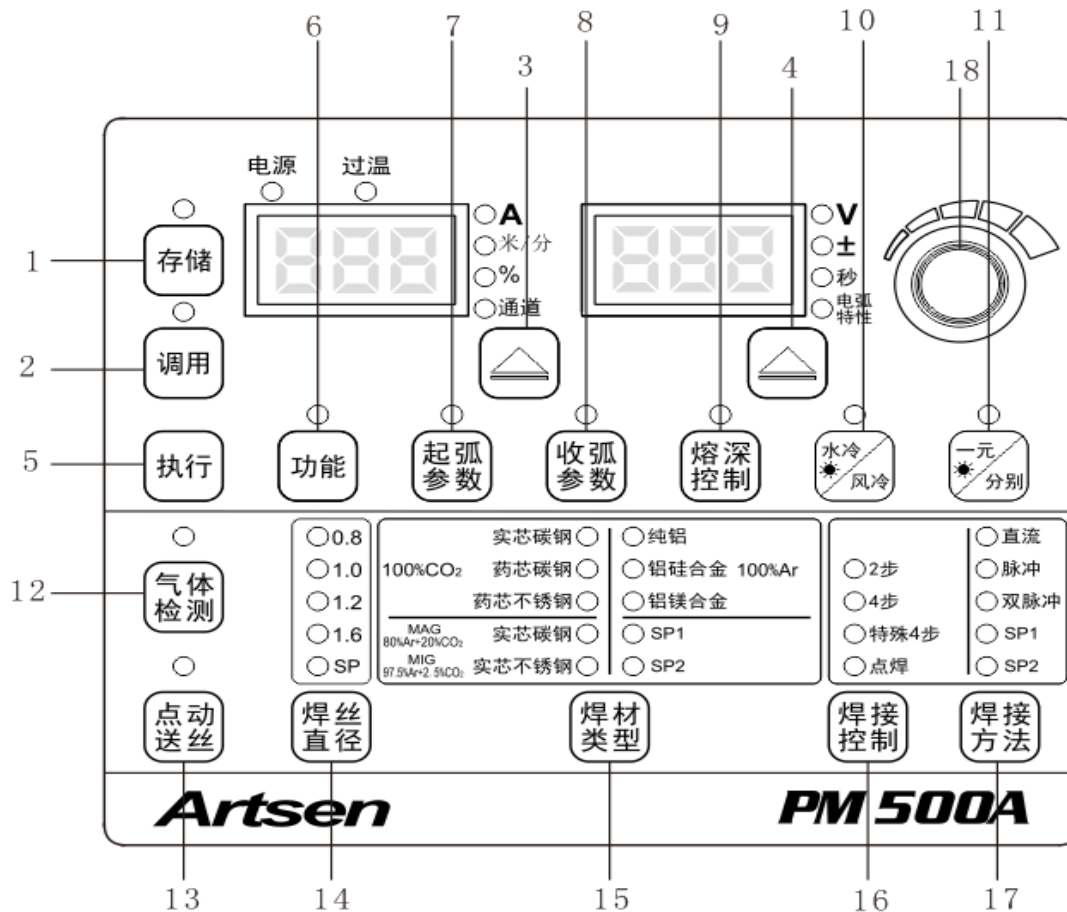 6
7
8
9
10
11
3
4
18
电源
过温
A
米/分
%
通道
V
±
秒
电弧
特性
1
存储
2
调用
5
执行
功能
起弧
参数
收弧
参数
熔深
控制
水冷
风冷
一元
分别
12
气体
检测
0.8
1.0
1.2
1.6
SP
100%CO₂
实芯碳钢
药芯碳钢
药芯不锈钢
MAG
80%Ar+20%CO₂
实芯碳钢
MIG
97.5%Ar+2.5%CO₂
实芯不锈钢
纯铝
铝硅合金 100%Ar
铝镁合金
SP1
SP2
2步
4步
特殊4步
点焊
直流
脉冲
双脉冲
SP1
SP2
点动
送丝
焊丝
直径
焊材
类型
焊接
控制
焊接
方法
Artsen
PM 500A
13
14
15
16
17